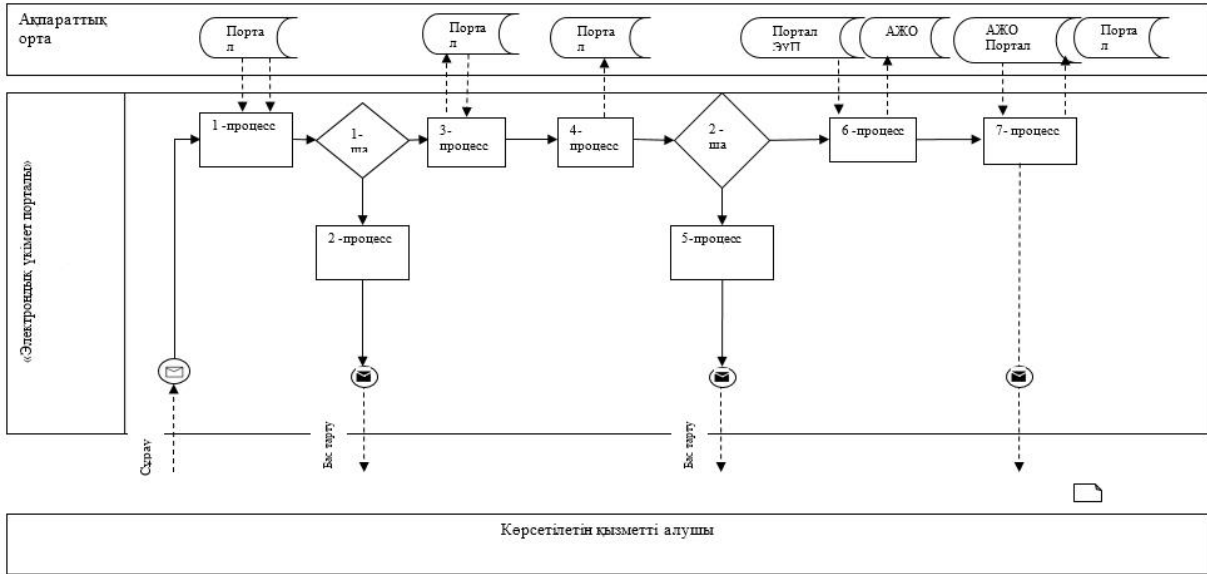 Ақпараттық
орта
Порта
л
Порта
л
Порта
л
Портал
ЭҮП
АЖО
АЖО
Портал
Порта
л
«Электрондық үкімет порталы»
1 -процесс
1-
ша
3-
процесс
4-
процесс
2 -
ша
6 -процесс
7- процесс
2 -процесс
5-процесс
Сұрау
Бас тарту
Бас тарту
Көрсетілетін қызметті алушы